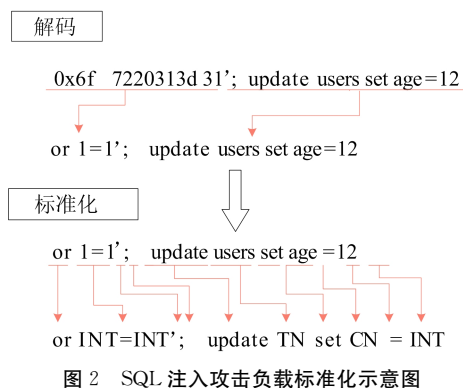 解码
0x6f 7220313d 31’; update users set age=12
or 1=1’; update users set age=12
标准化
or 1=1’; update users set age =12
or INT=INT’; update TN set CN = INT
图 2 SQL 注入攻击负载标准化示意图